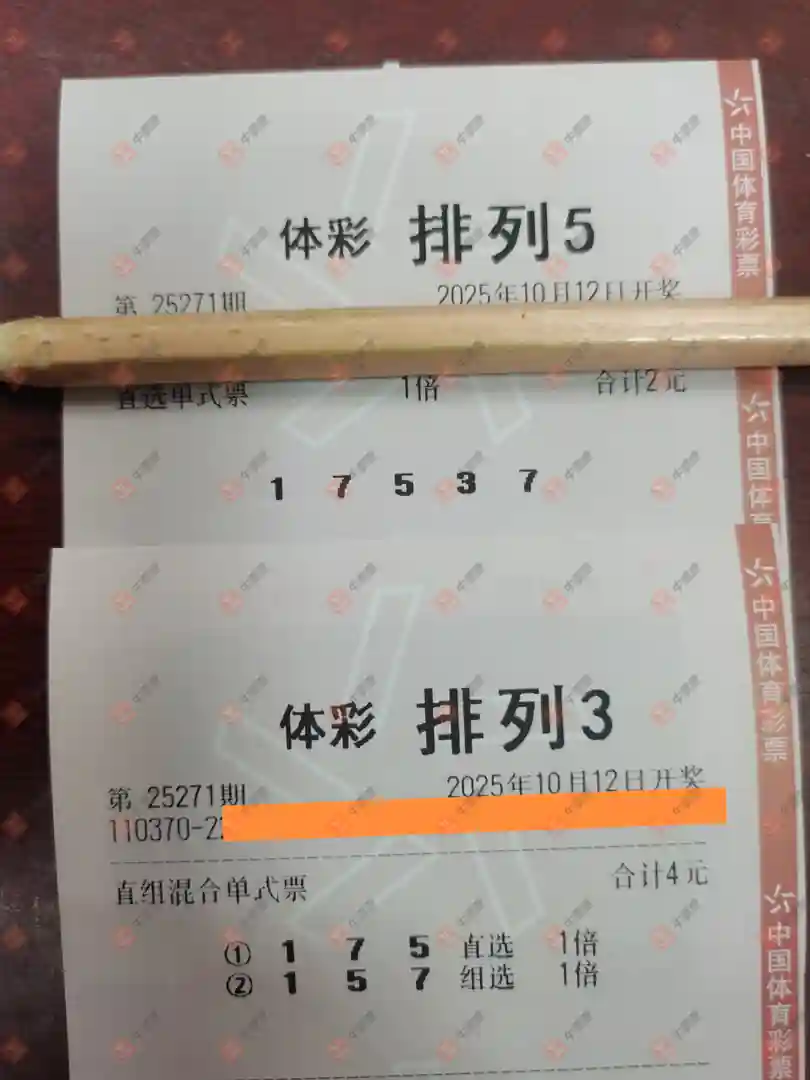 体彩 排列5
第 25271期 2025年10月12日开奖
直选单式票 1倍 合计2元
1 7 5 3 7
中国体育彩票
中国体育
体彩 排列3
第 25271期 2025年10月12日开奖
110370-22
直组混合单式票 合计4元
① 1 7 5 直选 1倍
② 1 5 7 组选 1倍
中国体育彩票
中国体育彩票